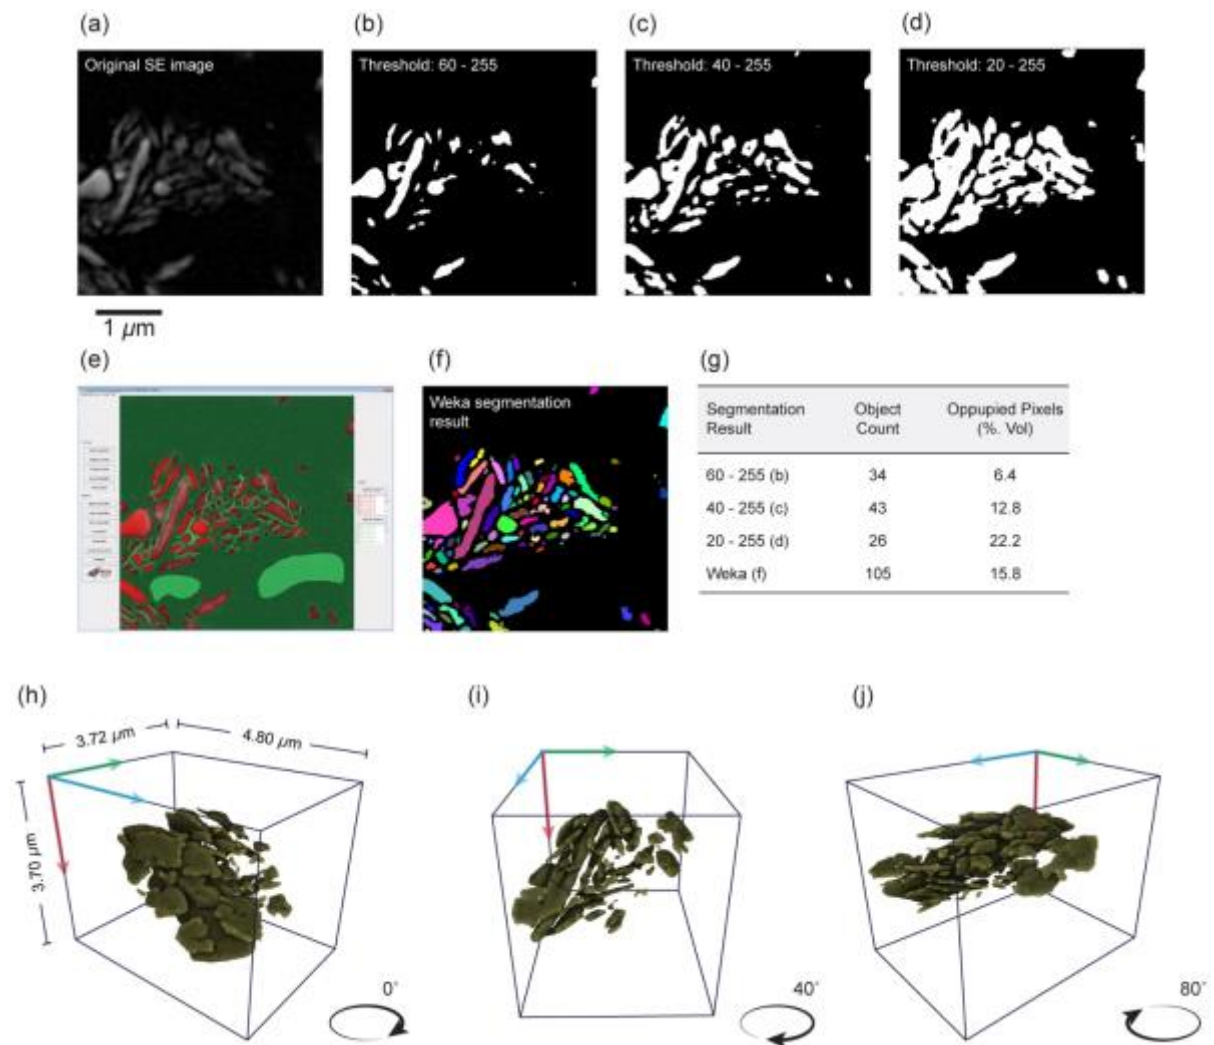 (a)
Original SE image
(b)
Threshold: 60 - 255
(c)
Threshold: 40 - 255
(d)
Threshold: 20 - 255
1 µm
(e)
(f)
Weka segmentation
result
(g)
Segmentation Result
Object Count
Oppupied Pixels (%. Vol)
60 - 255 (b) 34 6.4
40 - 255 (c) 43 12.8
20 - 255 (d) 26 22.2
Weka (f) 105 15.8
(h)
3.72 µm
4.80 µm
3.70 µm
0°
(i)
40°
(j)
80°